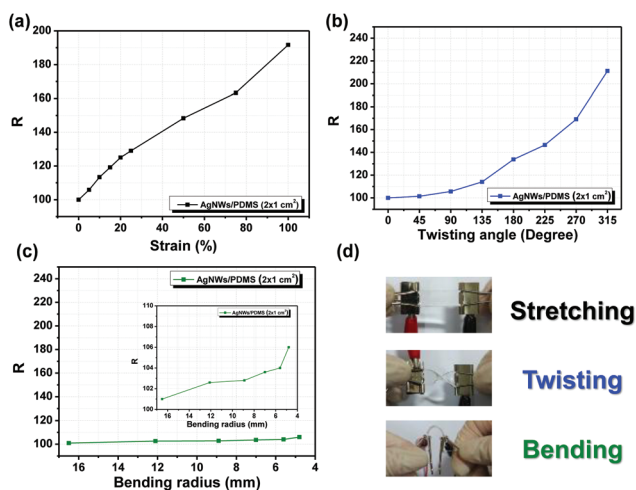 (a)
200
180
160
140
120
100
R
AgNWs/PDMS (2x1 cm²)
0 20 40 60 80 100
Strain (%)
(b)
240
220
200
180
160
140
120
100
R
AgNWs/PDMS (2x1 cm²)
0 45 90 135 180 225 270 315
Twisting angle (Degree)
(c)
240
220
200
180
160
140
120
100
80
R
AgNWs/PDMS (2x1 cm²)
110
108
106
104
102
100
R
AgNWs/PDMS (2x1 cm²)
16 14 12 10 8 6 4
Bending radius (mm)
16 14 12 10 8 6 4
Bending radius (mm)
(d)
Stretching
Twisting
Bending